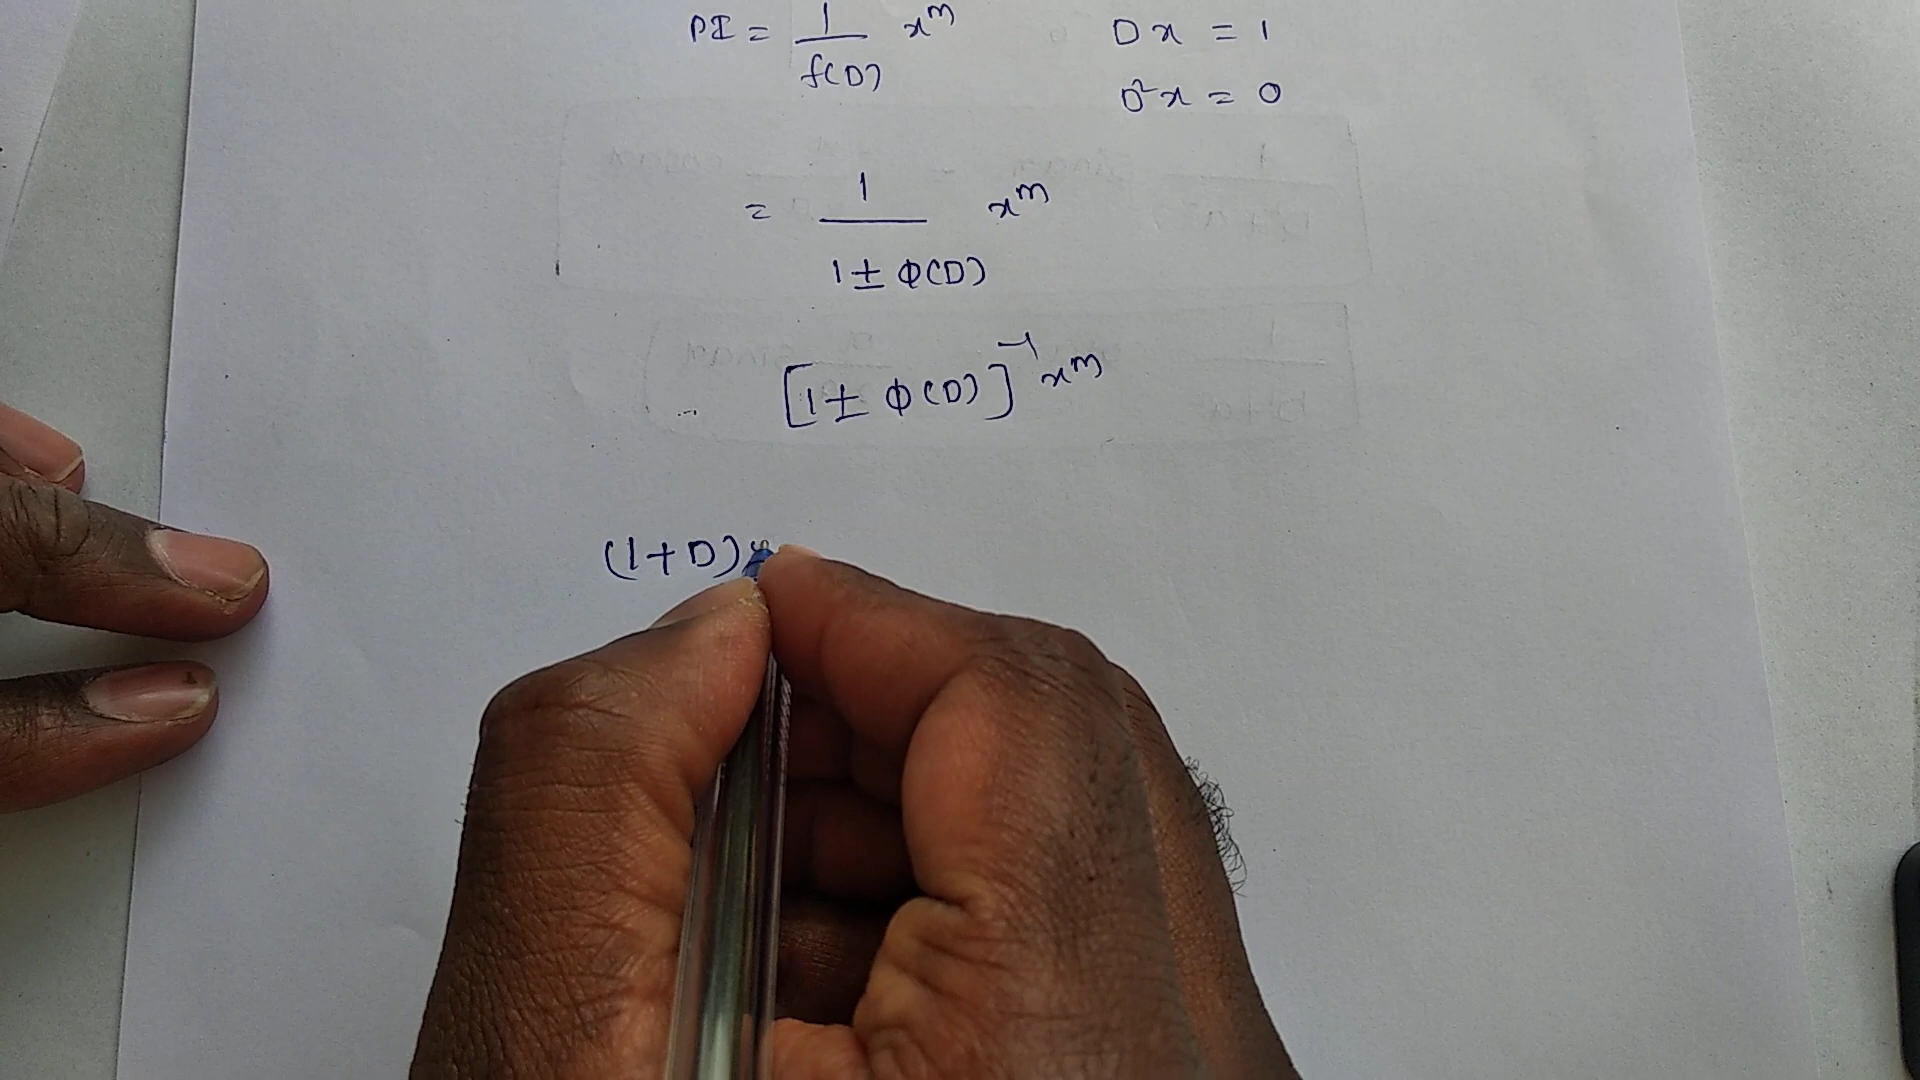 PI = 1/f(D) x^m    Dx = 1
D²x = 0
= 1/(1 ± Φ(D)) x^m
[1 ± Φ(D)]^-1 x^m
(1+D)